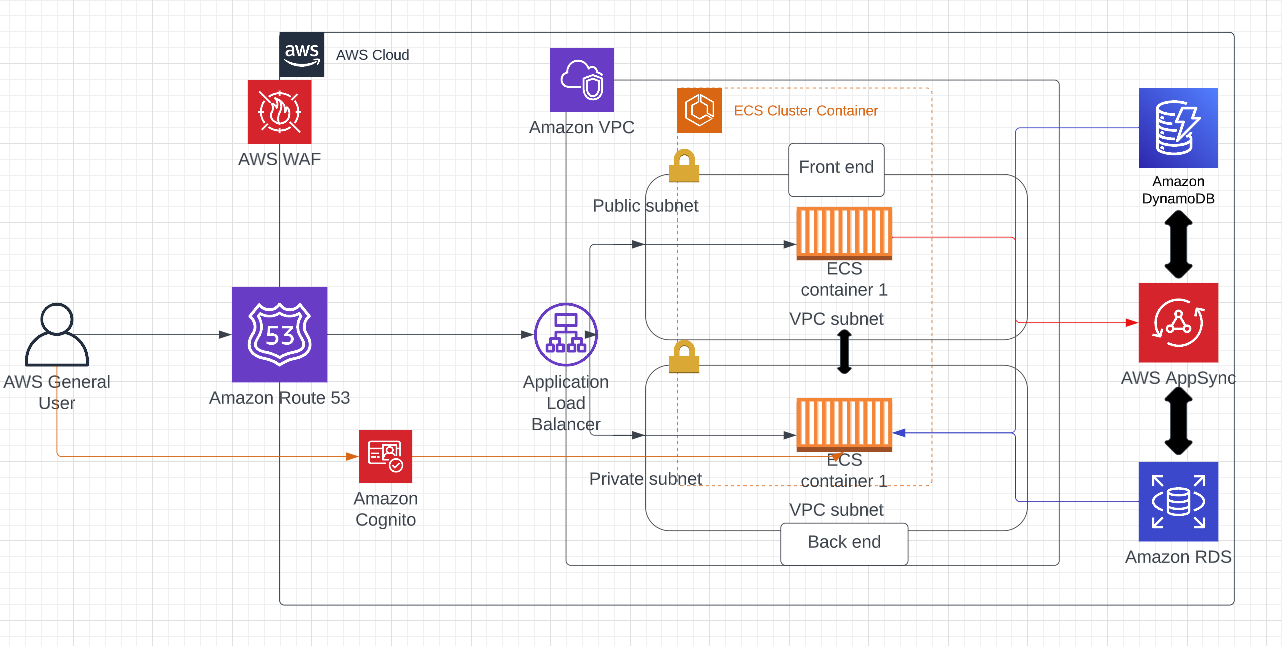 aws
AWS Cloud
AWS WAF
Amazon VPC
ECS Cluster Container
Front end
Public subnet
ECS
container 1
VPC subnet
Amazon
DynamoDB
AWS General
User
53
Amazon Route 53
Application
Load
Balancer
AWS AppSync
Amazon
Cognito
Private subnet
ECS
container 1
VPC subnet
Back end
Amazon RDS